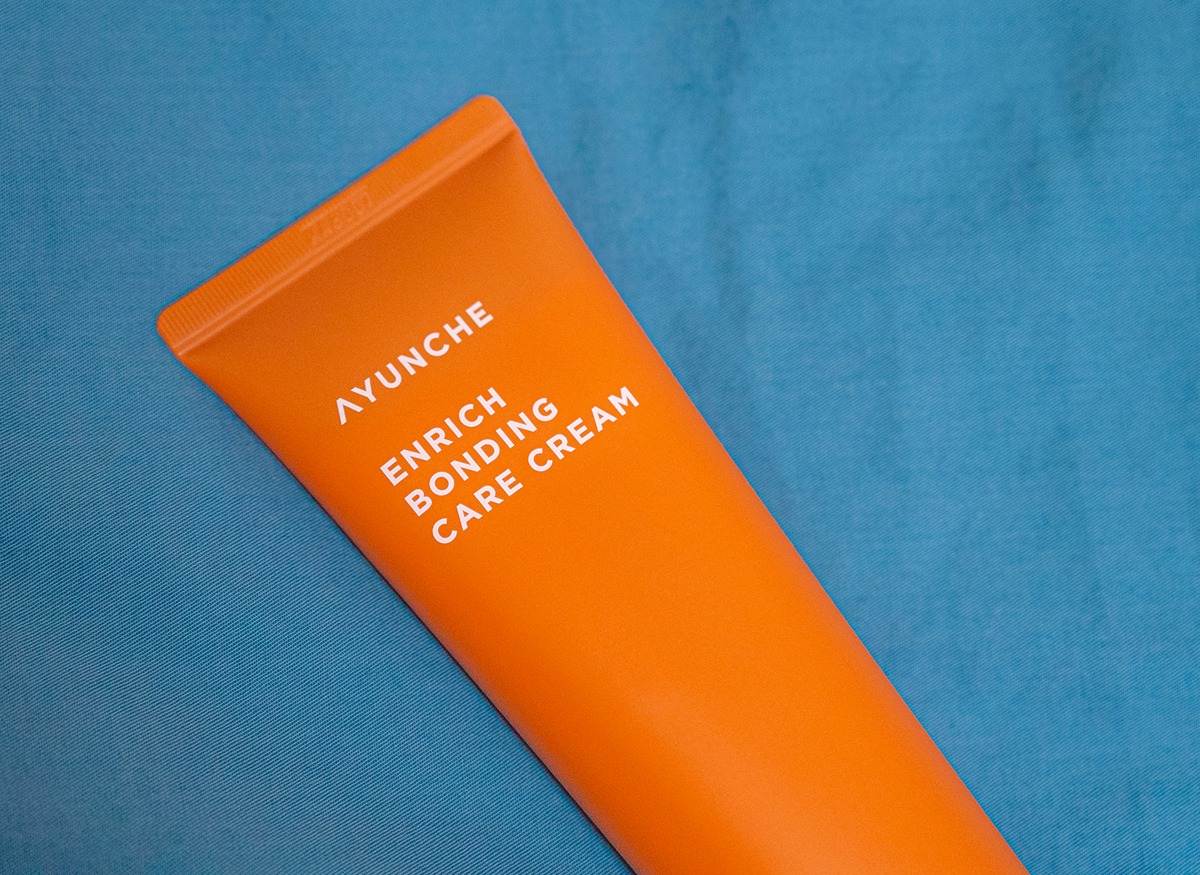 ΛYUNCHE
ENRICH
BONDING
CARE CREAM